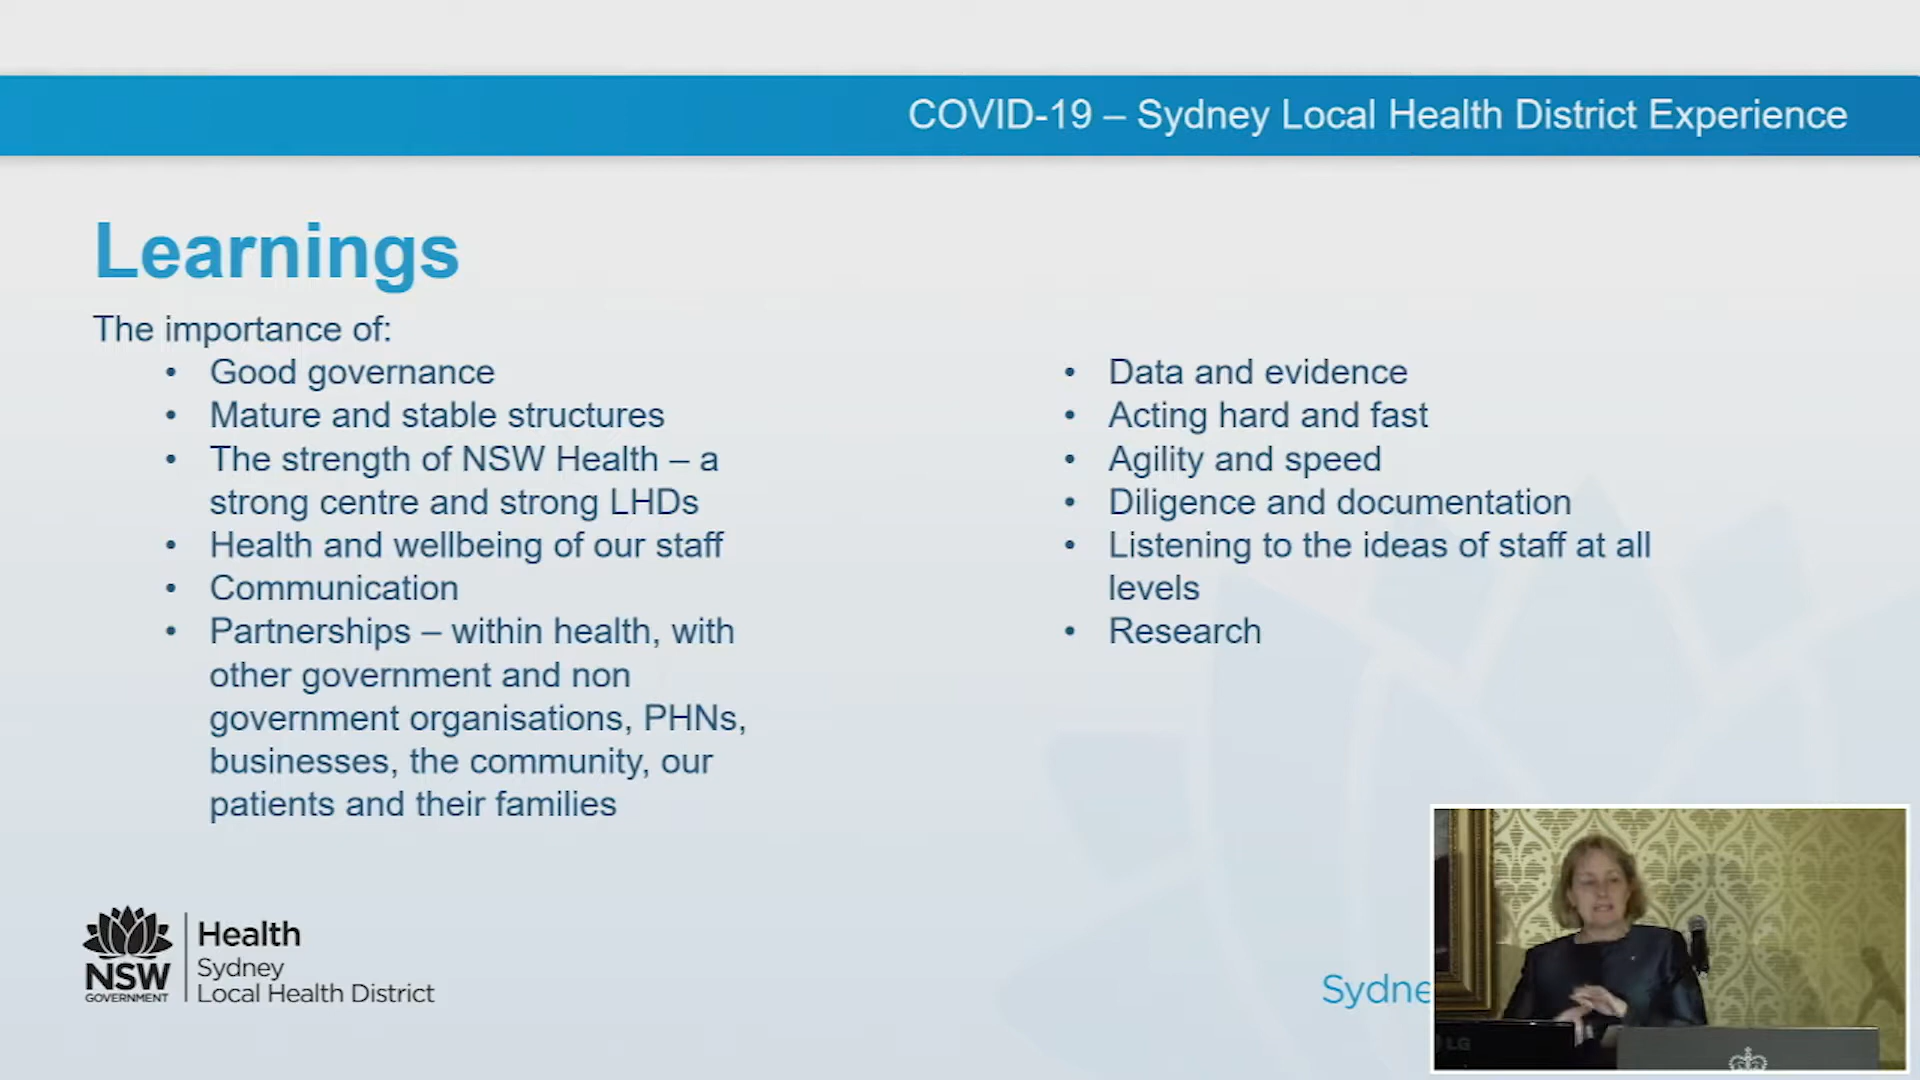 COVID-19 – Sydney Local Health District Experience
Learnings
The importance of:
• Good governance
• Mature and stable structures
• The strength of NSW Health – a
strong centre and strong LHDs
• Health and wellbeing of our staff
• Communication
• Partnerships – within health, with
other government and non
government organisations, PHNs,
businesses, the community, our
patients and their families
• Data and evidence
• Acting hard and fast
• Agility and speed
• Diligence and documentation
• Listening to the ideas of staff at all
levels
• Research
NSW
GOVERNMENT
Health
Sydney
Local Health District
Sydne
LG